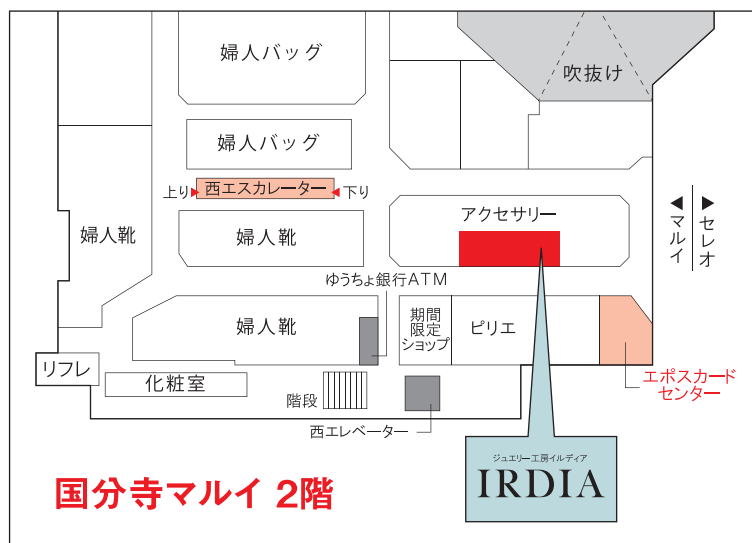 婦人バッグ
吹抜け
婦人バッグ
上り
西エスカレーター
下り
アクセサリー
婦人靴
婦人靴
◀マルイ
▶セレオ
ゆうちょ銀行ATM
婦人靴
期間
限定
ショップ
ピリエ
リフレ
化粧室
階段
エポスカード
センター
西エレベーター
ジュエリー工房イルディア
IRDIA
国分寺マルイ 2階